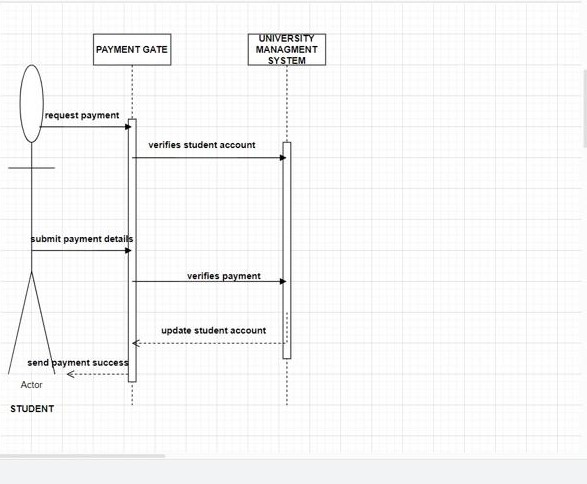 PAYMENT GATE
UNIVERSITY
MANAGMENT
SYSTEM
request payment
verifies student account
submit payment details
verifies payment
update student account
send payment success
Actor
STUDENT